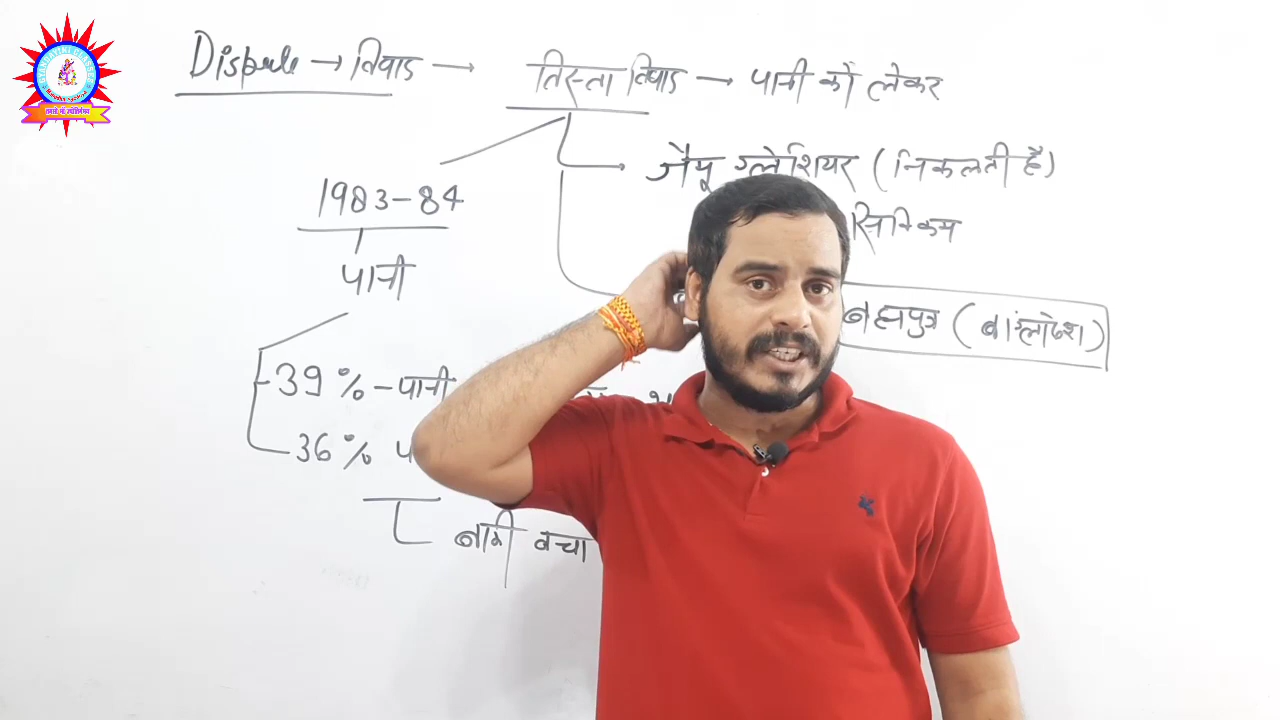 Dispute → विवाद → तिस्ता विवाद → पानी को लेकर
जैमू ग्लेशियर (निकलती है)
1983-84
सिक्किम
पानी
ब्रह्मपुत्र (बांग्लादेश)
39 % - पानी
36 %
बाकी बचा